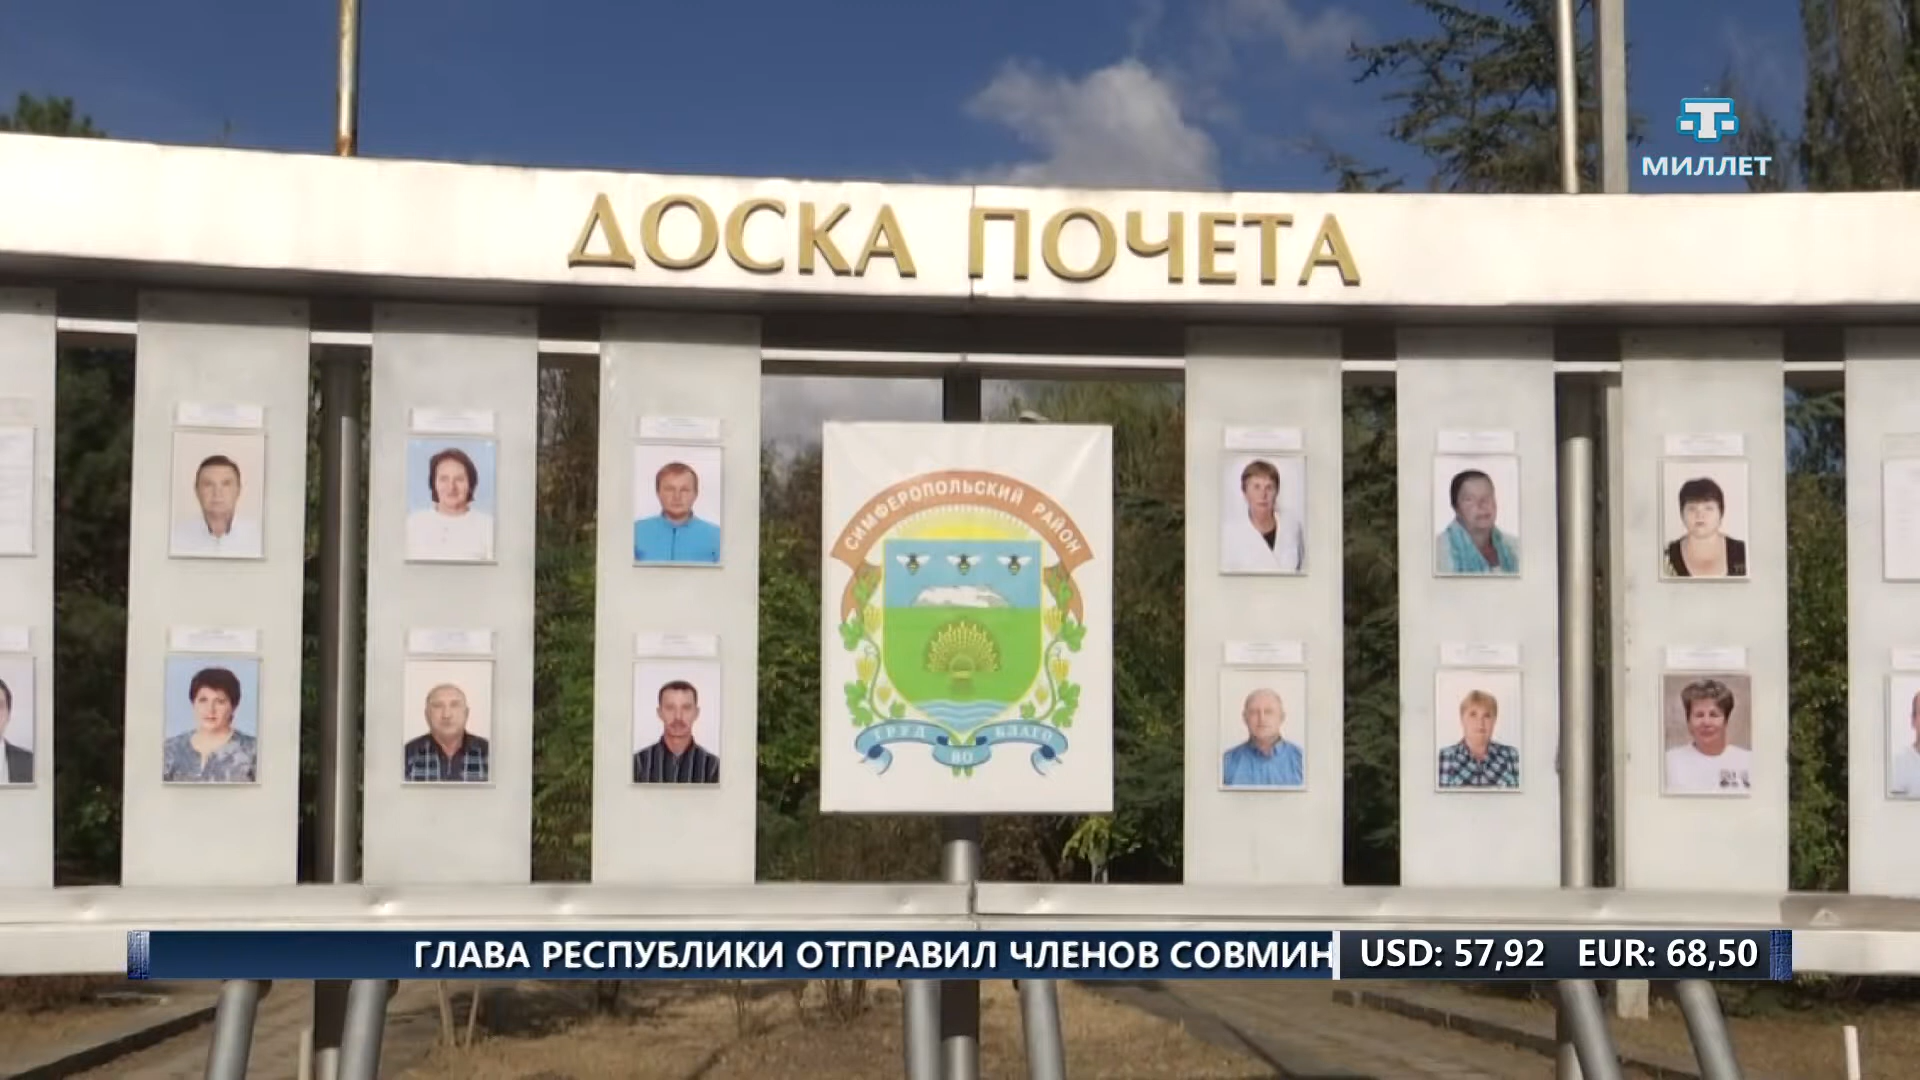 МИЛЛЕТ
ДОСКА ПОЧЕТА
СИМФЕРОПОЛЬСКИЙ РАЙОН
ТРУД ВО БЛАГО
ГЛАВА РЕСПУБЛИКИ ОТПРАВИЛ ЧЛЕНОВ СОВМИН
USD: 57,92 EUR: 68,50